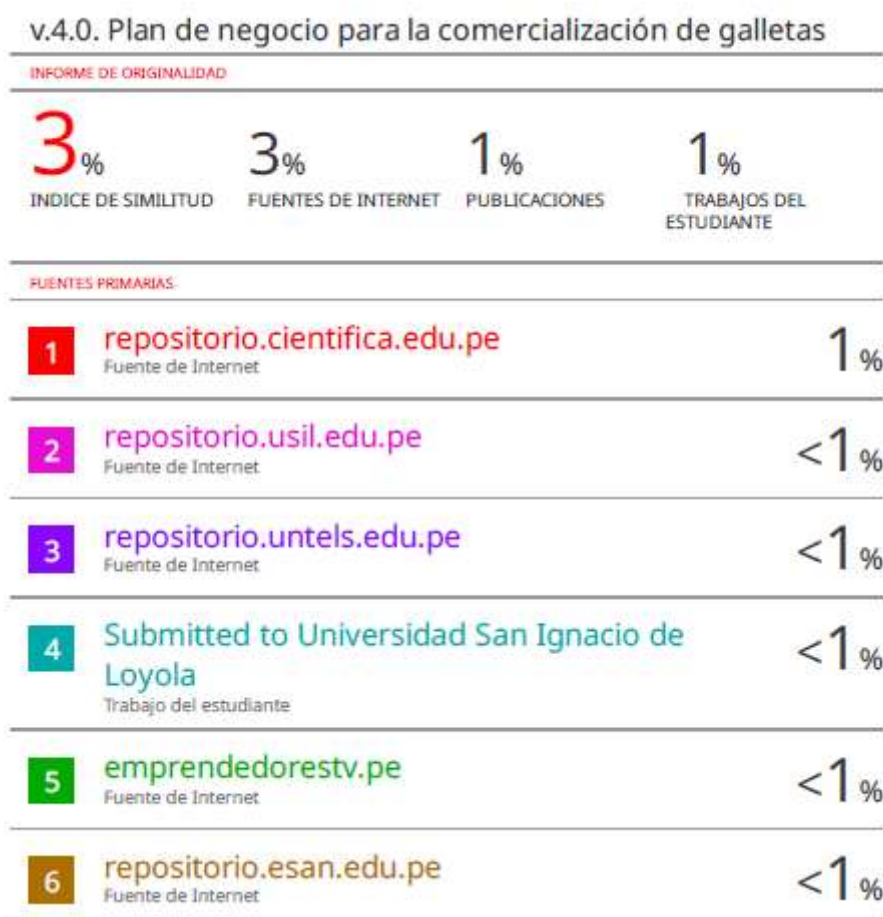 v.4.0. Plan de negocio para la comercialización de galletas
INFORME DE ORIGINALIDAD
3% 3% 1% 1%
INDICE DE SIMILITUD FUENTES DE INTERNET PUBLICACIONES TRABAJOS DEL
ESTUDIANTE
FUENTES PRIMARIAS
1 repositorio.cientifica.edu.pe 1%
Fuente de Internet
2 repositorio.usil.edu.pe <1%
Fuente de Internet
3 repositorio.untels.edu.pe <1%
Fuente de Internet
4 Submitted to Universidad San Ignacio de <1%
Loyola
Trabajo del estudiante
5 emprendedorestv.pe <1%
Fuente de Internet
6 repositorio.esan.edu.pe <1%
Fuente de Internet